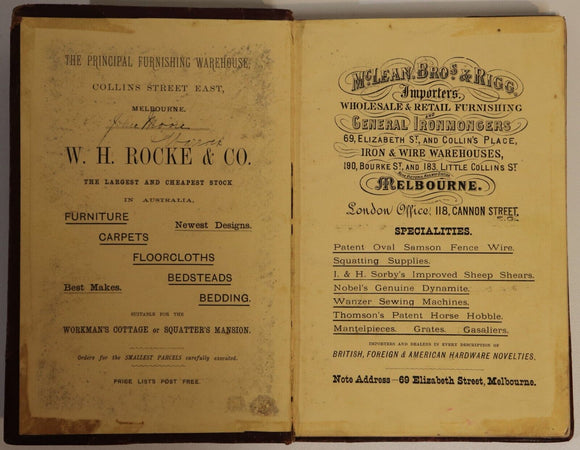 THE PRINCIPAL FURNISHING WAREHOUSE,
COLLINS STREET EAST,
MELBOURNE.
W. H. ROCKE & CO.
THE LARGEST AND CHEAPEST STOCK
IN AUSTRALIA,
FURNITURE
Newest Designs.
CARPETS
FLOORCLOTHS
BEDSTEADS
Best Makes.
BEDDING.
SUITABLE FOR THE
WORKMAN'S COTTAGE OR SQUATTER'S MANSION.
Orders for the SMALLEST PARCELS carefully executed.
PRICE LISTS POST FREE.
McLEAN, BROS & RIGG,
Importers,
WHOLESALE & RETAIL FURNISHING
AND
GENERAL IRONMONGERS
69, ELIZABETH ST, AND COLLIN'S PLACE,
IRON & WIRE WAREHOUSES,
190, BOURKE ST, AND 183, LITTLE COLLINS ST
MELBOURNE.
London Office, 118, CANNON STREET.
E.C.
SPECIALITIES.
Patent Oval Samson Fence Wire.
Squatting Supplies.
I. & H. Sorby's Improved Sheep Shears.
Nobel's Genuine Dynamite.
Wanzer Sewing Machines.
Thomson's Patent Horse Hobble.
Mantelpieces. Grates. Gasaliers.
IMPORTERS AND DEALERS IN EVERY DESCRIPTION OF
BRITISH, FOREIGN & AMERICAN HARDWARE NOVELTIES.
Note Address—69 Elizabeth Street, Melbourne.